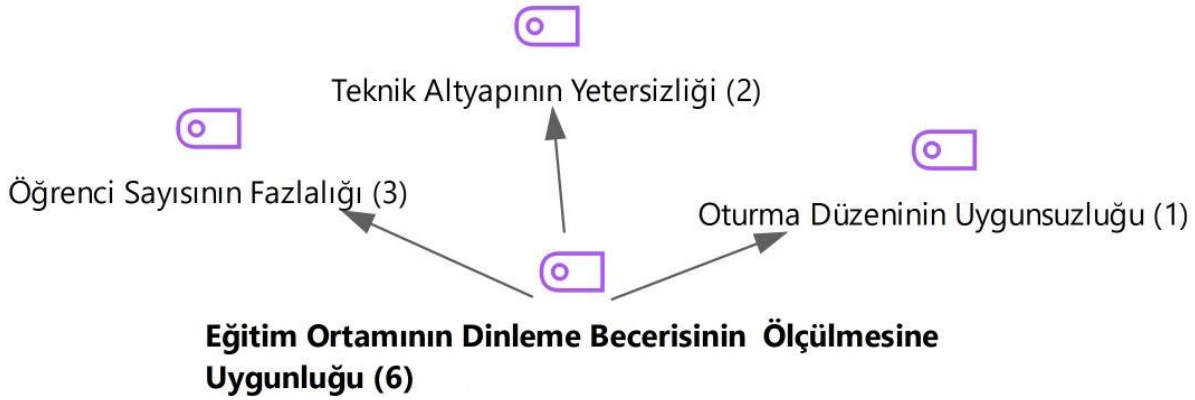 Teknik Altyapının Yetersizliği (2)
Öğrenci Sayısının Fazlalığı (3)
Oturma Düzeninin Uygunsuzluğu (1)
Eğitim Ortamının Dinleme Becerisinin Ölçülmesine
Uygunluğu (6)